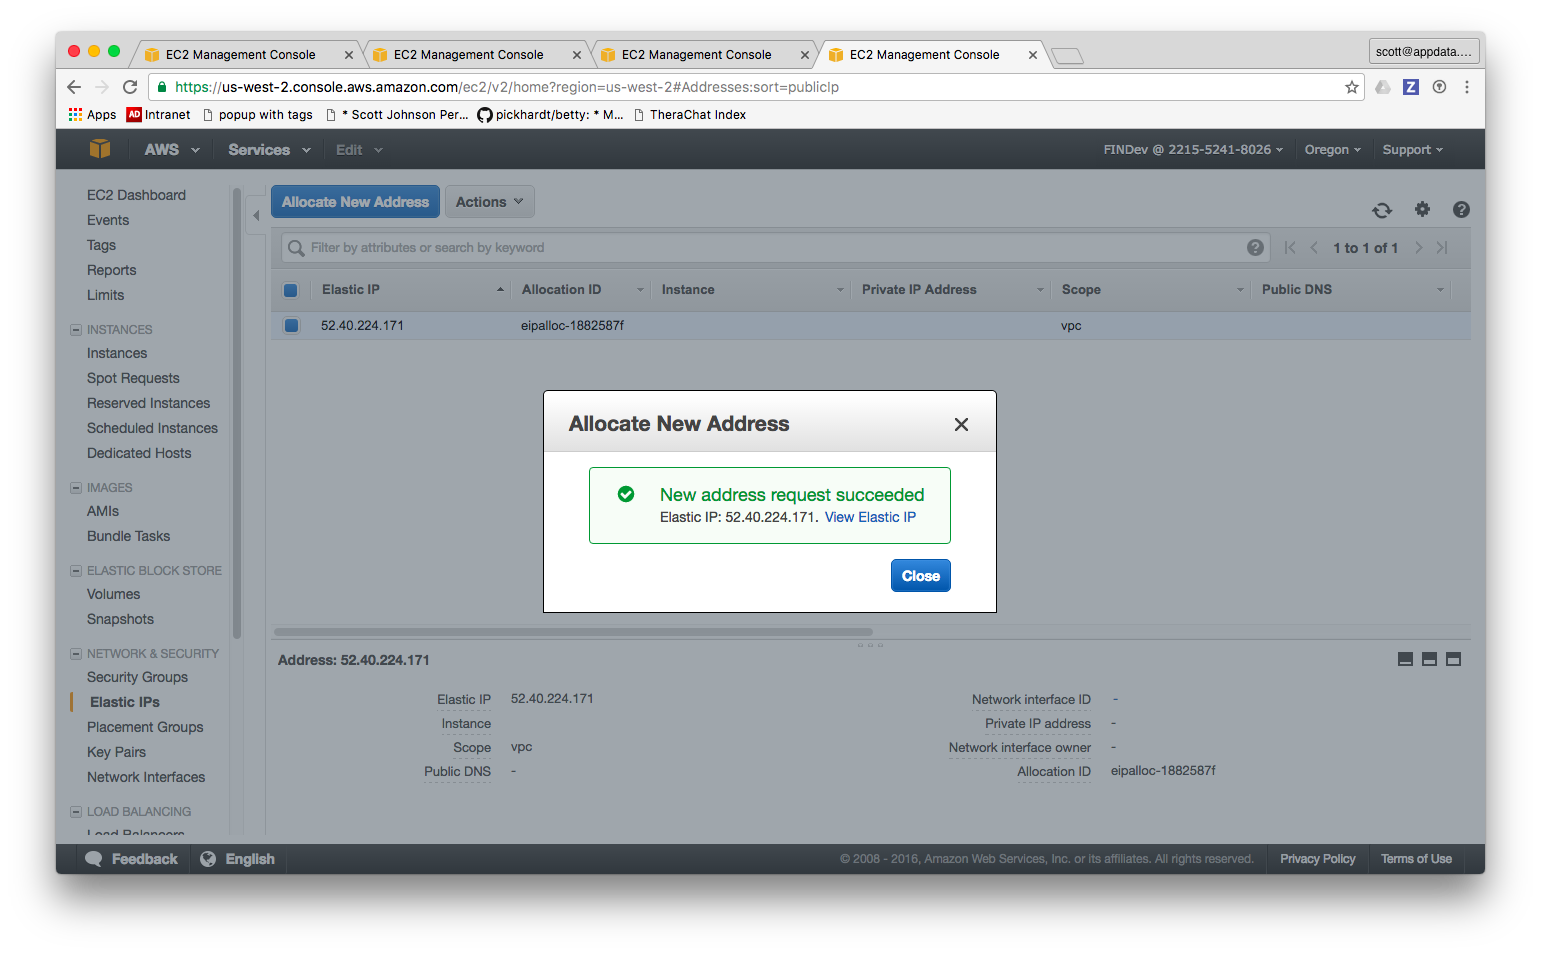 EC2 Management Console EC2 Management Console EC2 Management Console EC2 Management Console scott@appdata....
https://us-west-2.console.aws.amazon.com/ec2/v2/home?region=us-west-2#Addresses:sort=publicIp
Apps AD Intranet popup with tags * Scott Johnson Per... pickhardt/betty: * M... TheraChat Index
AWS Services Edit FINDev @ 2215-5241-8026 Oregon Support
EC2 Dashboard
Events
Tags
Reports
Limits
INSTANCES
Instances
Spot Requests
Reserved Instances
Scheduled Instances
Dedicated Hosts
IMAGES
AMIs
Bundle Tasks
ELASTIC BLOCK STORE
Volumes
Snapshots
NETWORK & SECURITY
Security Groups
Elastic IPs
Placement Groups
Key Pairs
Network Interfaces
LOAD BALANCING
Load Balancers
Allocate New Address Actions
Filter by attributes or search by keyword 1 to 1 of 1
Elastic IP Allocation ID Instance Private IP Address Scope Public DNS
52.40.224.171 eipalloc-1882587f vpc
Allocate New Address
New address request succeeded
Elastic IP: 52.40.224.171. View Elastic IP
Close
Address: 52.40.224.171
Elastic IP 52.40.224.171 Network interface ID -
Instance Private IP address -
Scope vpc Network interface owner -
Public DNS - Allocation ID eipalloc-1882587f
Feedback English © 2008 - 2016, Amazon Web Services, Inc. or its affiliates. All rights reserved. Privacy Policy Terms of Use